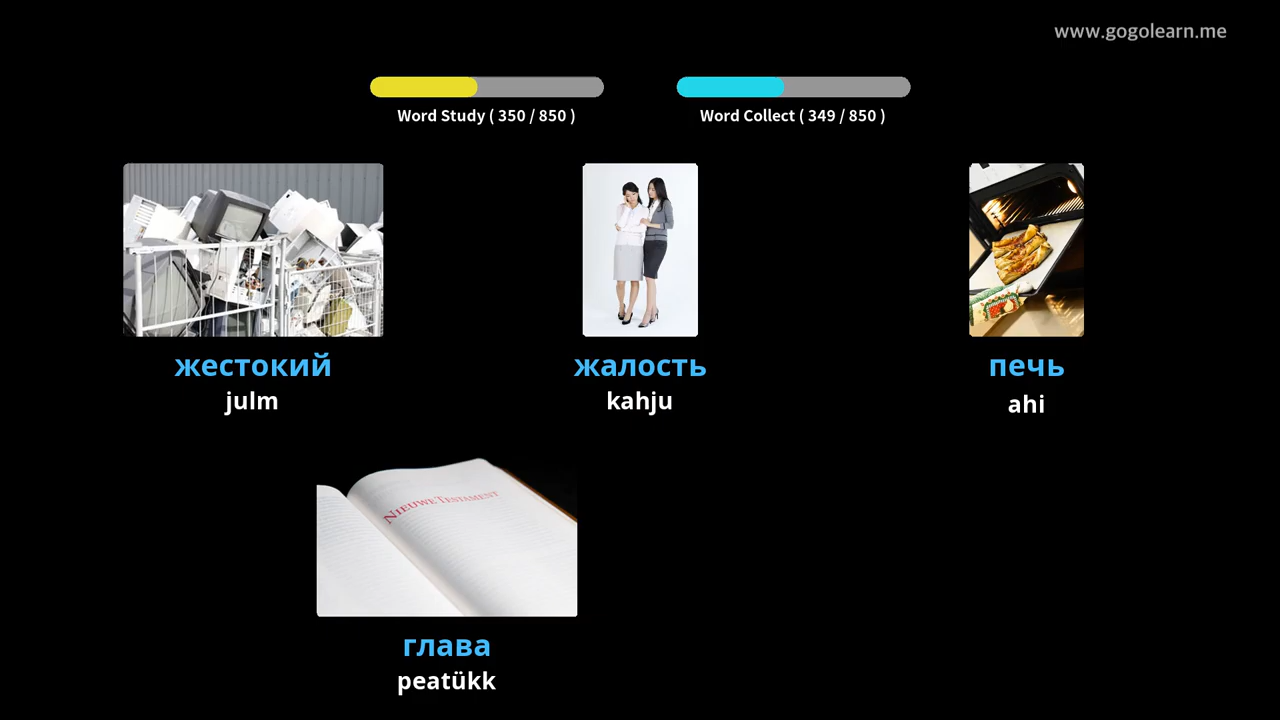 www.gogolearn.me
Word Study ( 350 / 850 )
Word Collect ( 349 / 850 )
жестокий
julm
жалость
kahju
печь
ahi
NIEUWE TESTAMENT
глава
peatükk